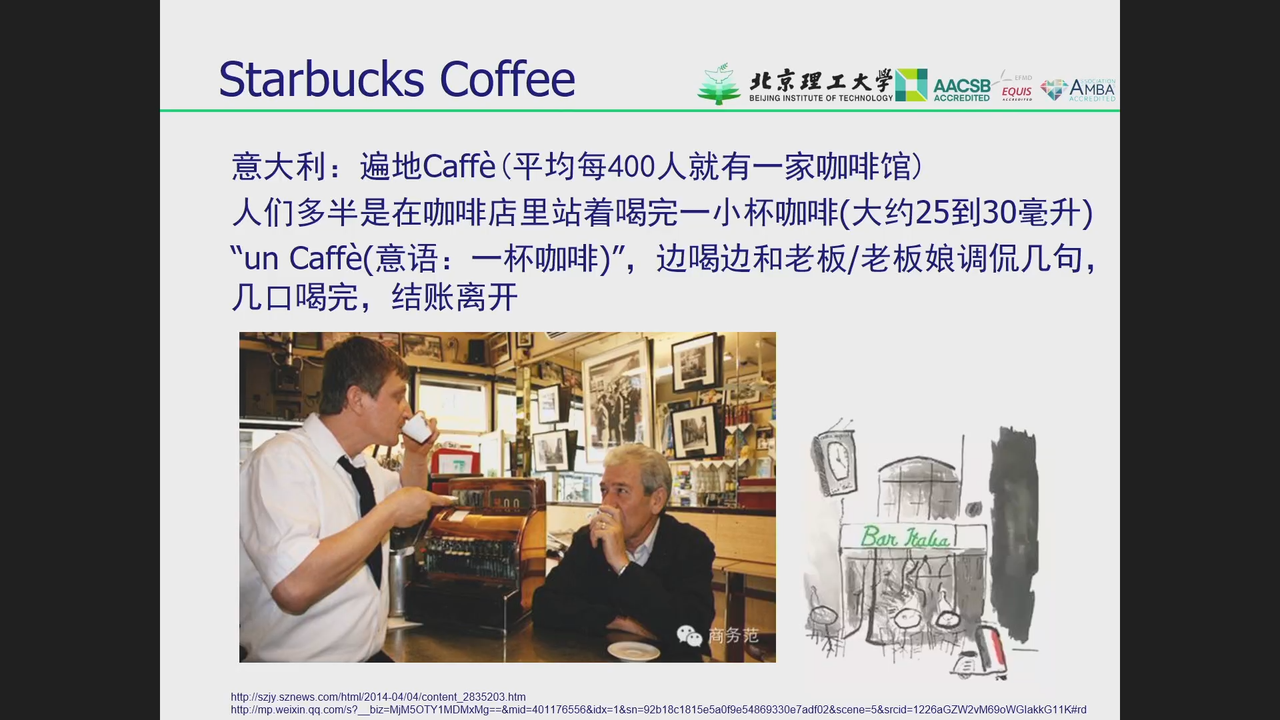 Starbucks Coffee
北京理工大学
BEIJING INSTITUTE OF TECHNOLOGY
AACSB
ACCREDITED
EFMD
EQUIS
ACCREDITED
ASSOCIATION
AMBA
ACCREDITED
意大利：遍地Caffè(平均每400人就有一家咖啡馆)
人们多半是在咖啡店里站着喝完一小杯咖啡(大约25到30毫升)
“un Caffè(意语：一杯咖啡)”，边喝边和老板/老板娘调侃几句，
几口喝完，结账离开
商务范
Bar Italia
http://szjy.sznews.com/html/2014-04/04/content_2835203.htm
http://mp.weixin.qq.com/s?__biz=MjM5OTY1MDMxMg==&mid=401176556&idx=1&sn=92b18c1815e5a0f9e54869330e7adf02&scene=5&srcid=1226aGZW2vM69oWGIakkG11K#rd